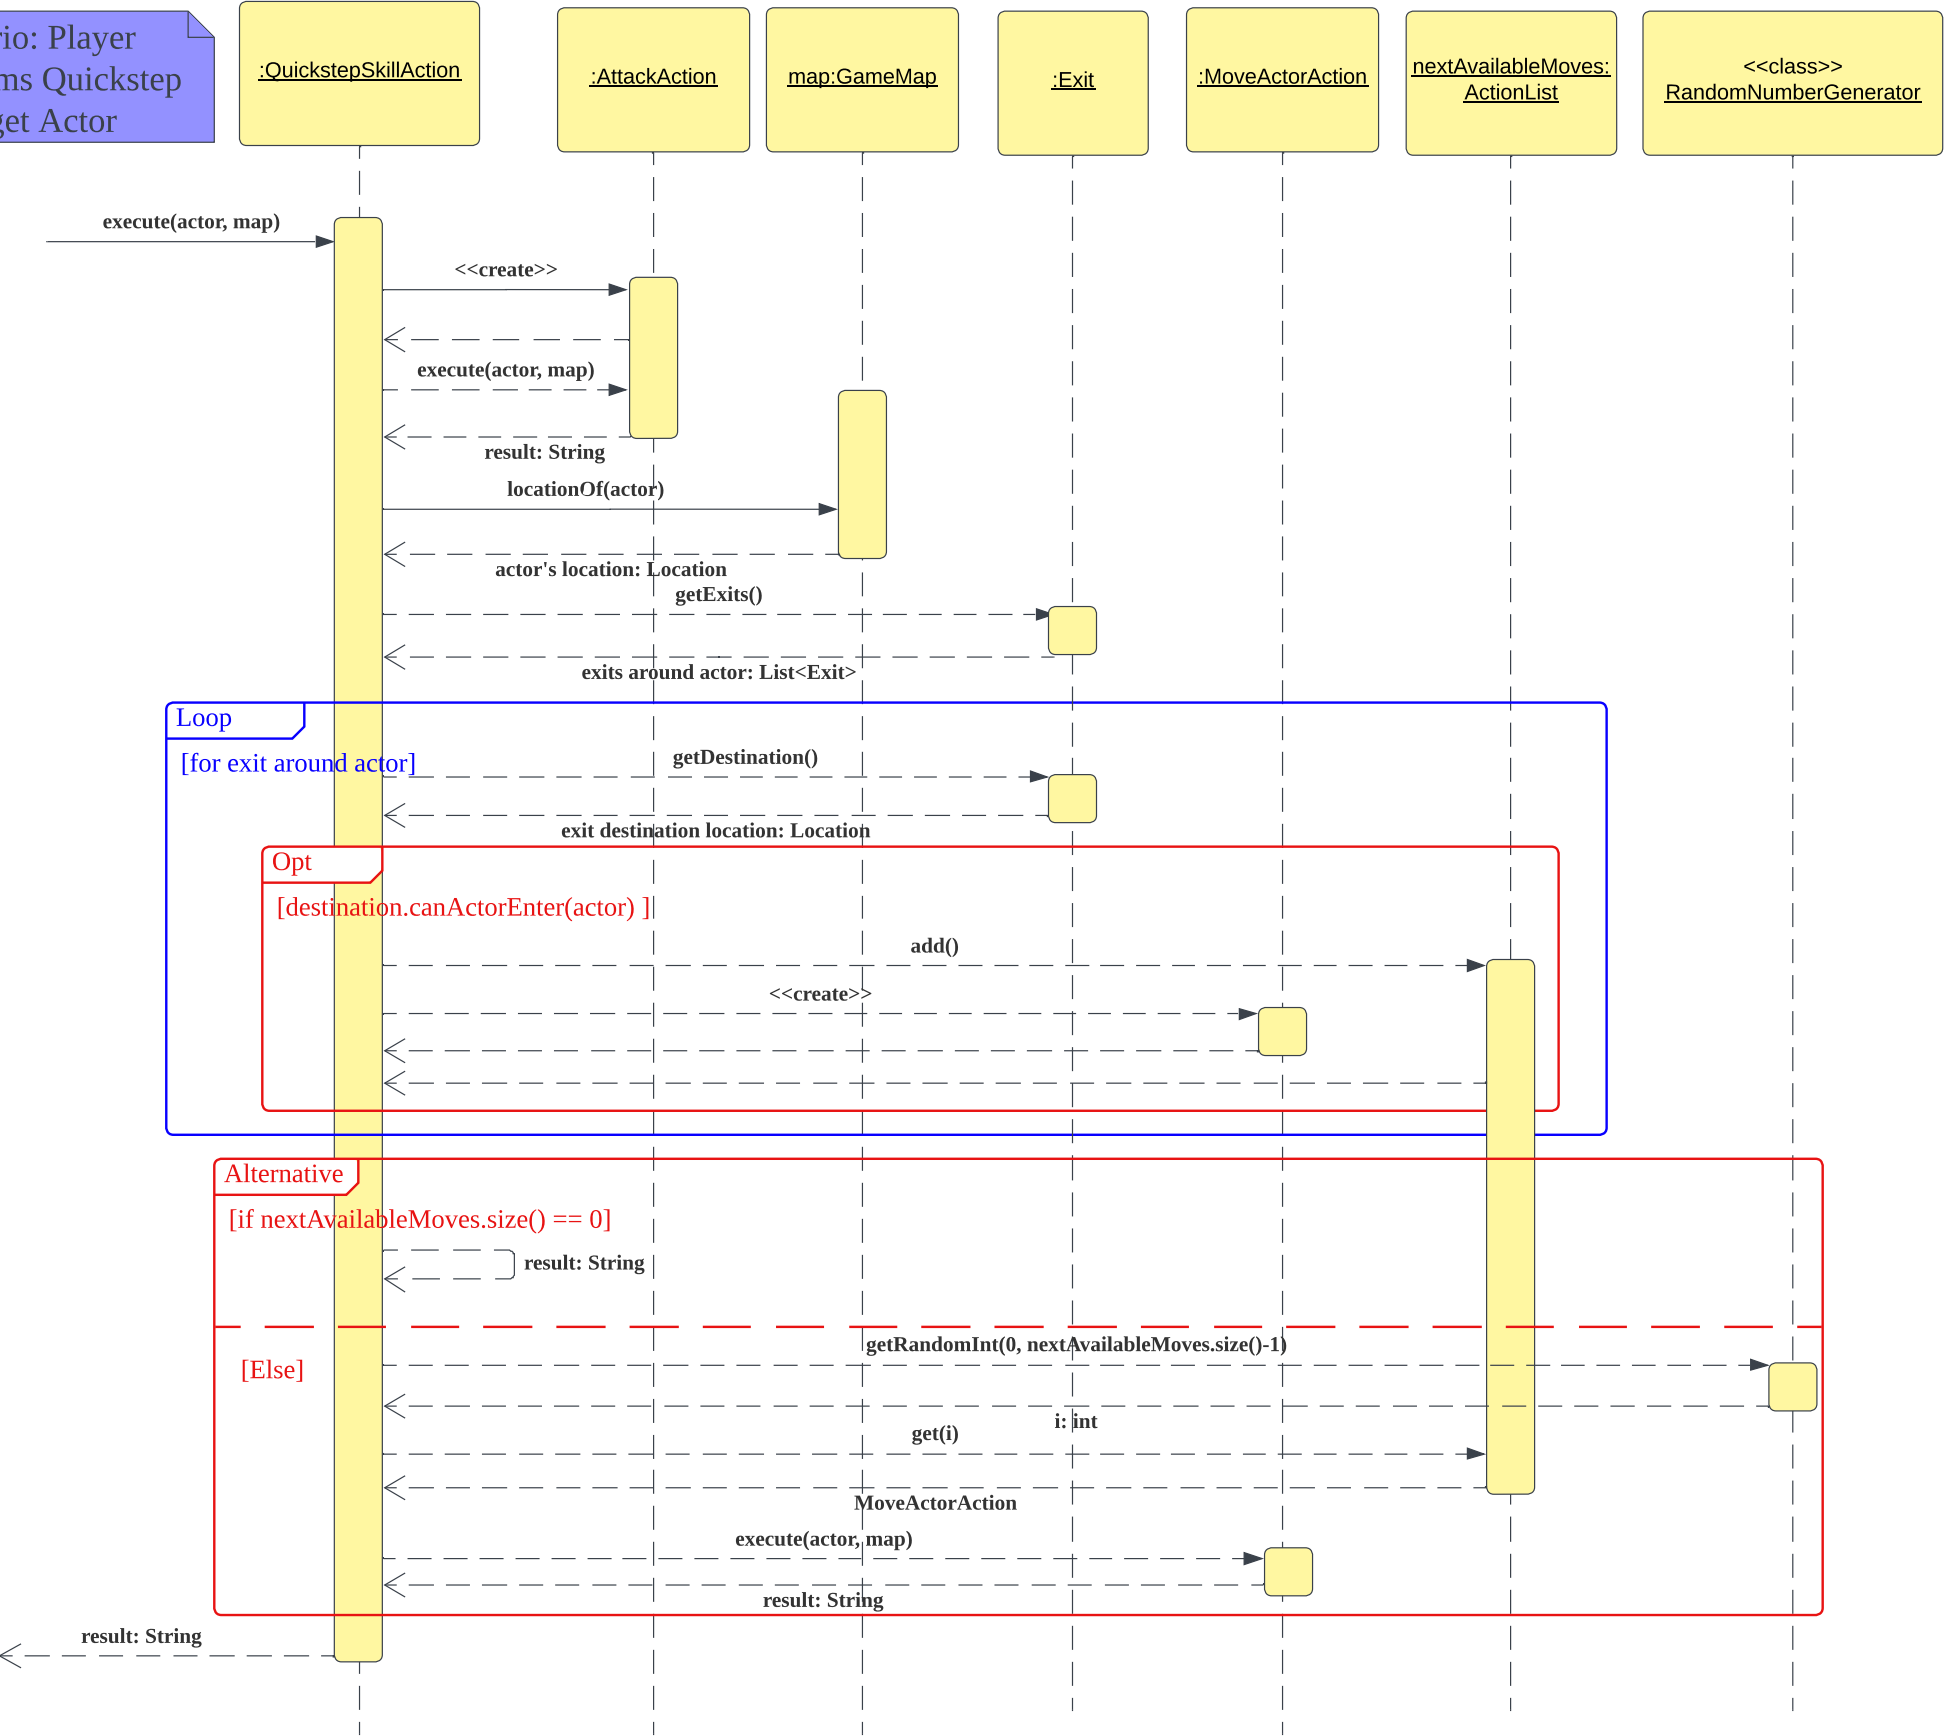 Player
Quickstep
Actor
:QuickstepSkillAction
:AttackAction
map:GameMap
:Exit
:MoveActorAction
nextAvailableMoves:
ActionList
<<class>>
RandomNumberGenerator
execute(actor, map)
<<create>>
execute(actor, map)
result: String
locationOf(actor)
actor's location: Location
getExits()
exits around actor: List<Exit>
Loop
[for exit around actor]
getDestination()
exit destination location: Location
Opt
[destination.canActorEnter(actor) ]
add()
<<create>>
Alternative
[if nextAvailableMoves.size() == 0]
result: String
getRandomInt(0, nextAvailableMoves.size()-1)
[Else]
i: int
get(i)
MoveActorAction
execute(actor, map)
result: String
result: String